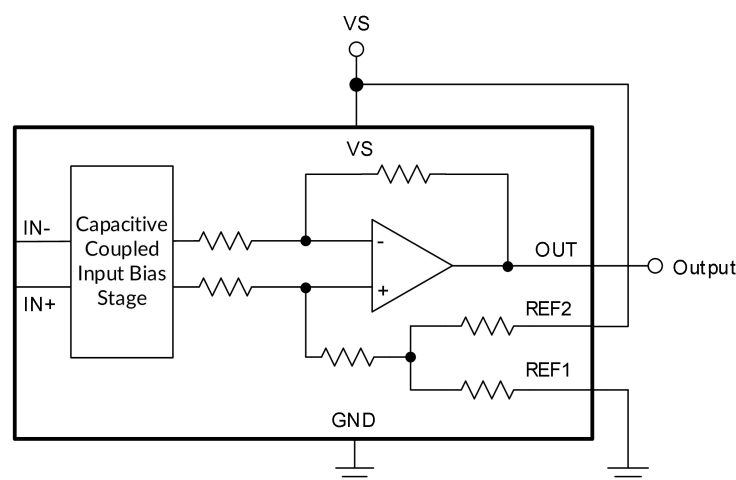 VS
VS
IN-
IN+
Capacitive
Coupled
Input Bias
Stage
-
+
OUT
Output
REF2
REF1
GND